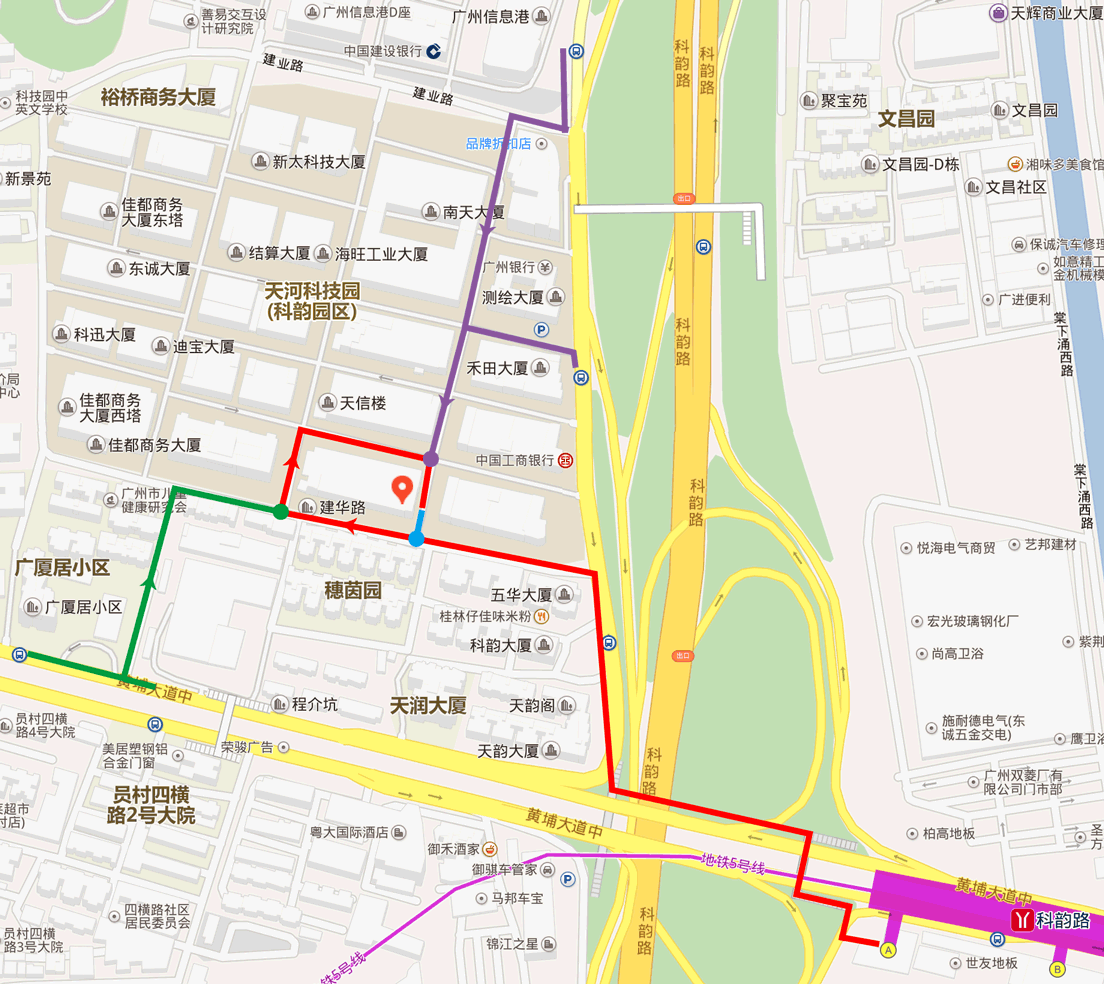 善易交互设
计研究院
广州信息港D座
广州信息港
天辉商业大厦
中国建设银行
建业路
建业路
科韵路
科韵路
科技园中
英文学校
裕桥商务大厦
聚宝苑
文昌园
文昌园
品牌折扣店
新太科技大厦
文昌园-D栋
湘味多美食馆
新景苑
文昌社区
佳都商务
大厦东塔
南天大厦
出口
结算大厦
海旺工业大厦
保诚汽车修理
如意精工
金机械模
东诚大厦
广州银行
¥
天河科技园
(科韵园区)
测绘大厦
广进便利
棠下涌西路
P
科迅大厦
迪宝大厦
科韵路
禾田大厦
价局
中心
佳都商务
大厦西塔
天信楼
佳都商务大厦
中国工商银行
棠下涌西路
广州市儿童
健康研究会
建华路
科韵路
悦海电气商贸
艺邦建材
广厦居小区
穗茵园
五华大厦
广厦居小区
桂林仔佳味米粉
宏光玻璃钢化厂
科韵大厦
尚高卫浴
紫荆
出口
黄埔大道中
程介坑
天润大厦
天韵阁
员村四横
路4号大院
施耐德电气(东
诚五金交电)
鹰卫浴
美居塑钢铝
合金门窗
荣骏广告
天韵大厦
科韵路
广州双菱厂有
限公司门市部
员村四横
路2号大院
黄埔大道中
粤大国际酒店
柏高地板
御禾酒家
地铁5号线
御骐车管家
P
黄埔大道中
马邦车宝
四横路社区
居民委员会
科韵路
科韵路
员村四横
路3号大院
锦江之星
A
世友地板
B
铁5号线